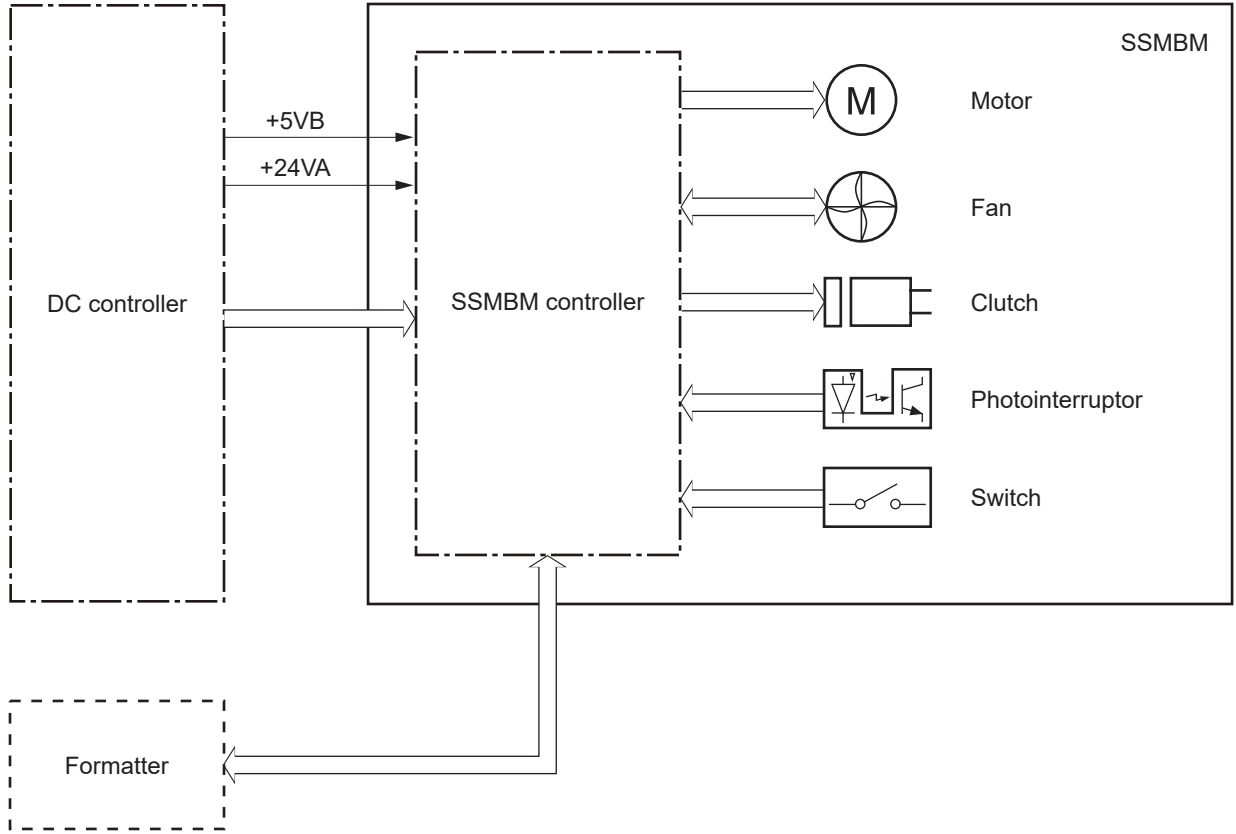 SSMBM
M
Motor
+5VB
+24VA
Fan
DC controller
SSMBM controller
Clutch
Photointerruptor
Switch
Formatter